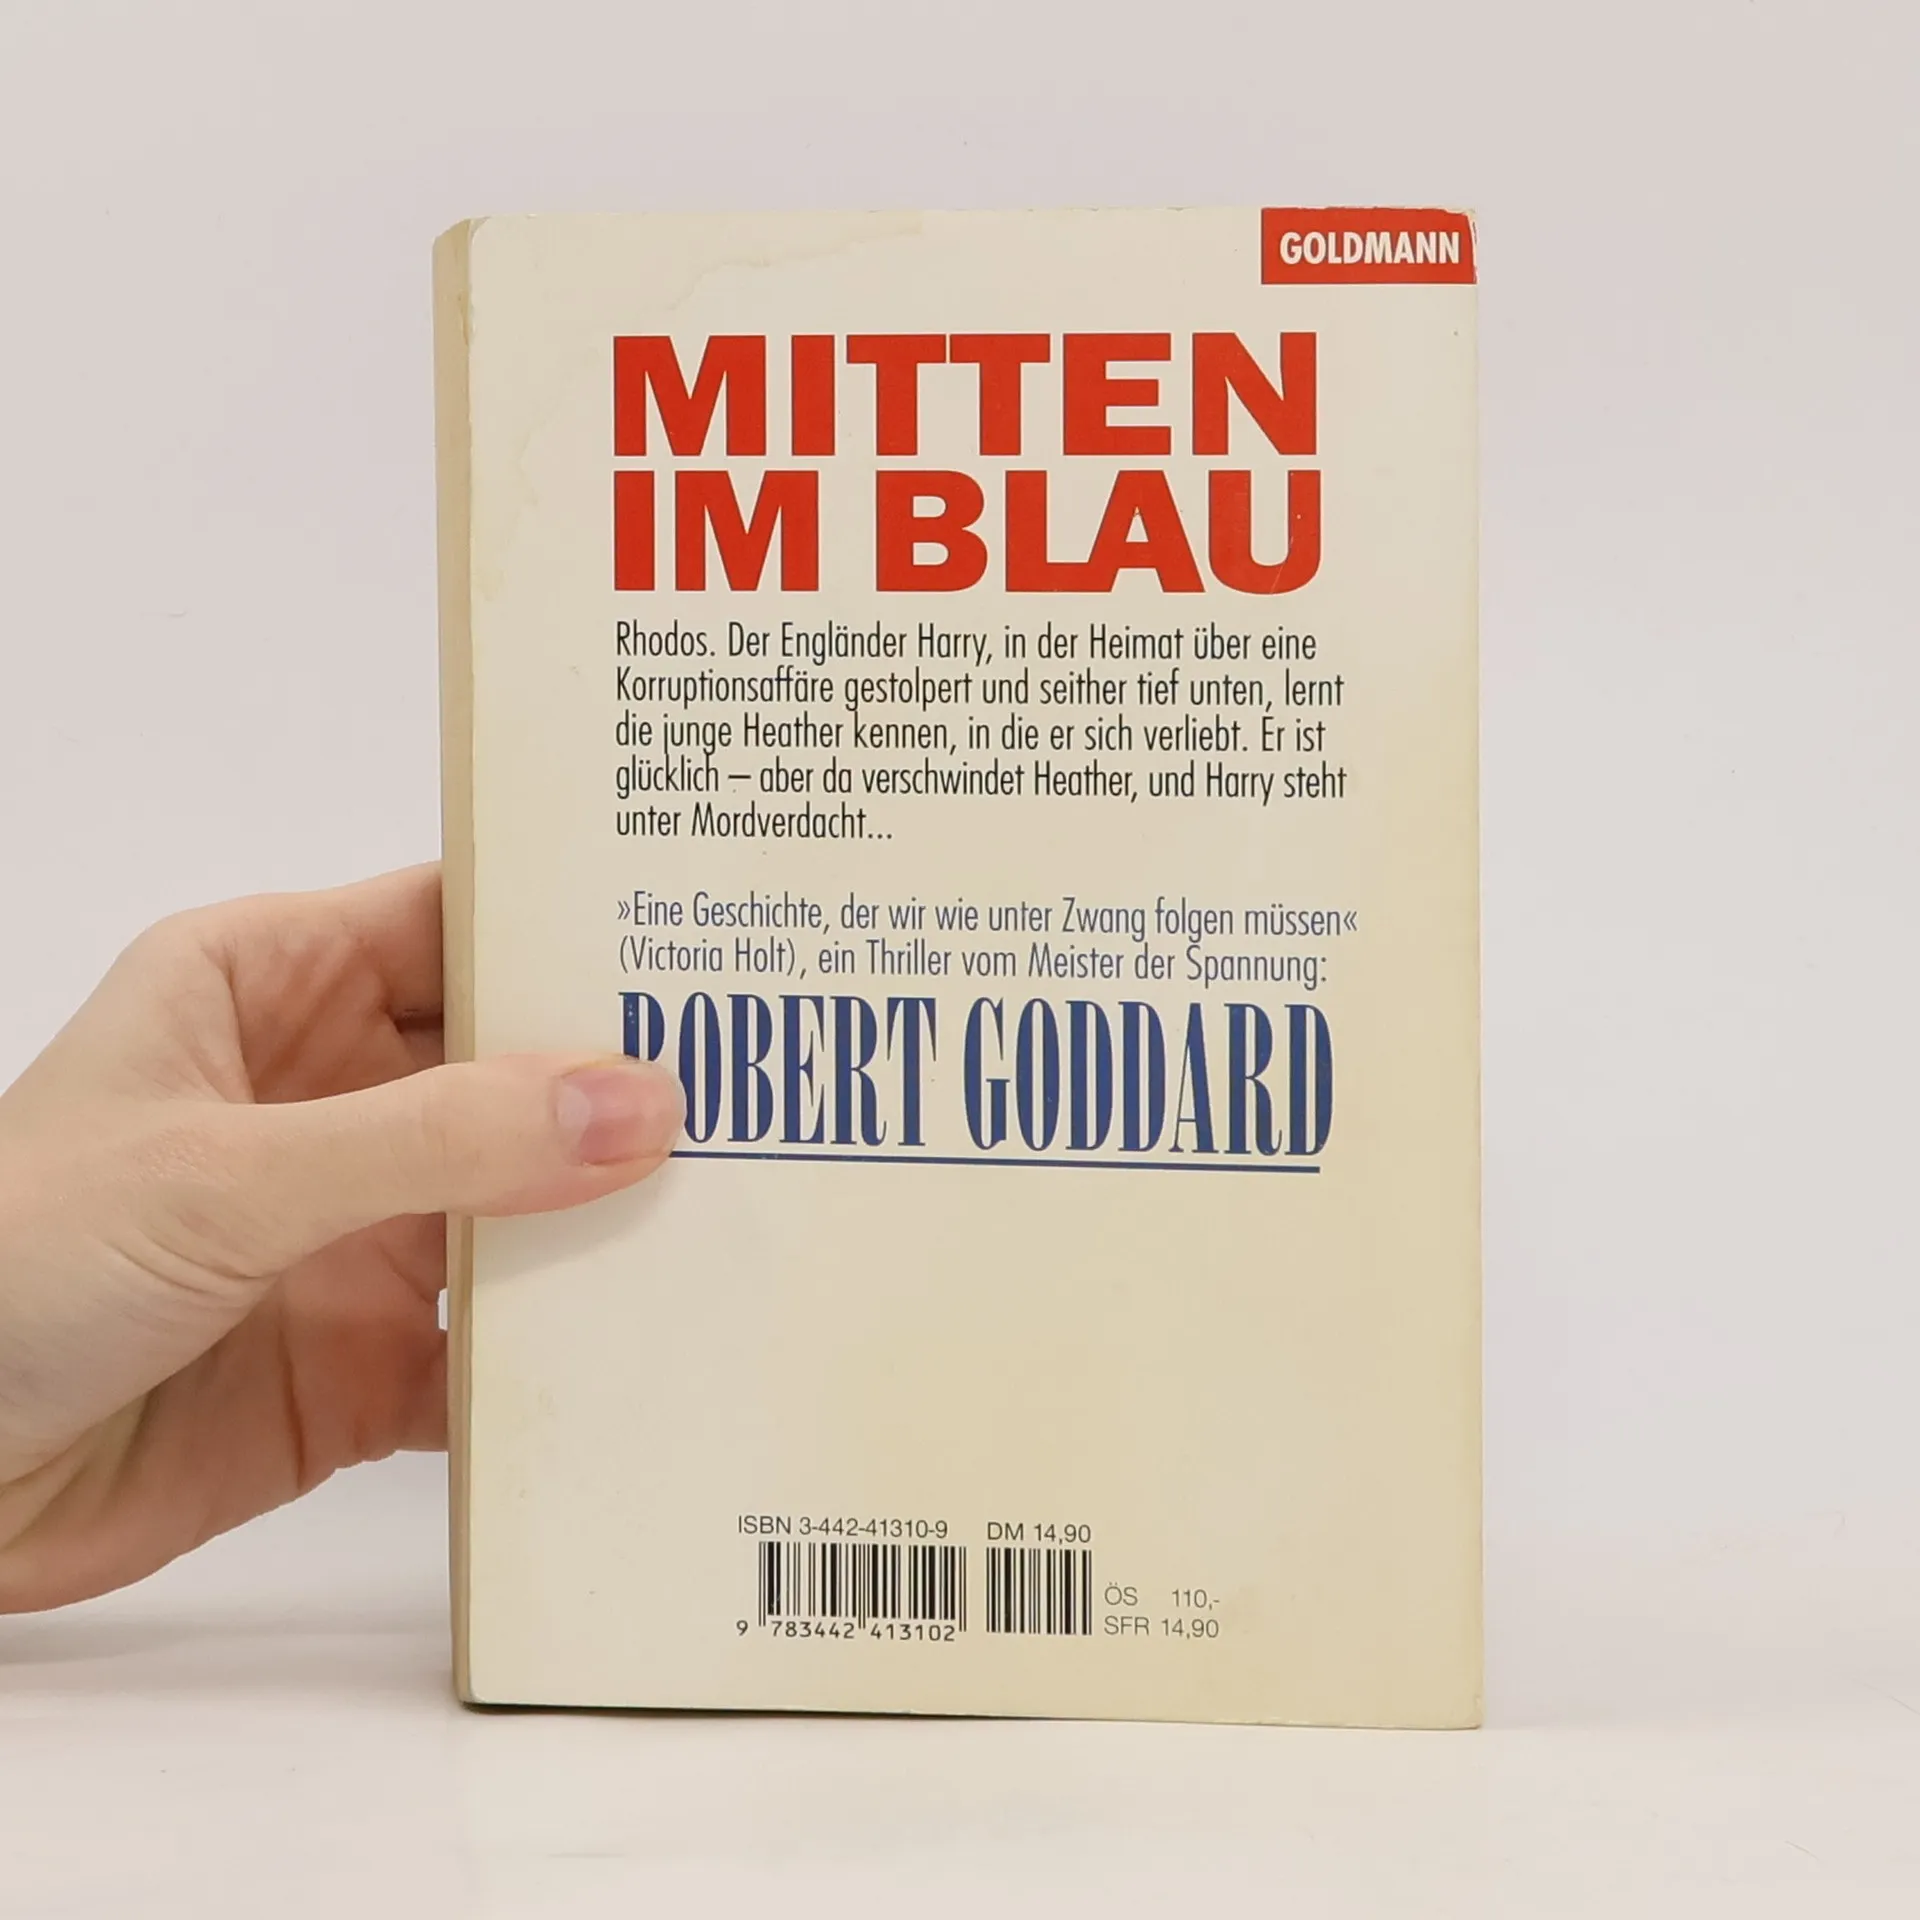 GOLDMANN
MITTEN
IM BLAU
Rhodos. Der Engländer Harry, in der Heimat über eine
Korruptionsaffäre gestolpert und seither tief unten, lernt
die junge Heather kennen, in die er sich verliebt. Er ist
glücklich – aber da verschwindet Heather, und Harry steht
unter Mordverdacht...
»Eine Geschichte, der wir wie unter Zwang folgen müssen«
(Victoria Holt), ein Thriller vom Meister der Spannung:
ROBERT GODDARD
ISBN 3-442-41310-9 DM 14,90
ÖS 110,-
SFR 14,90
9 783442 413102